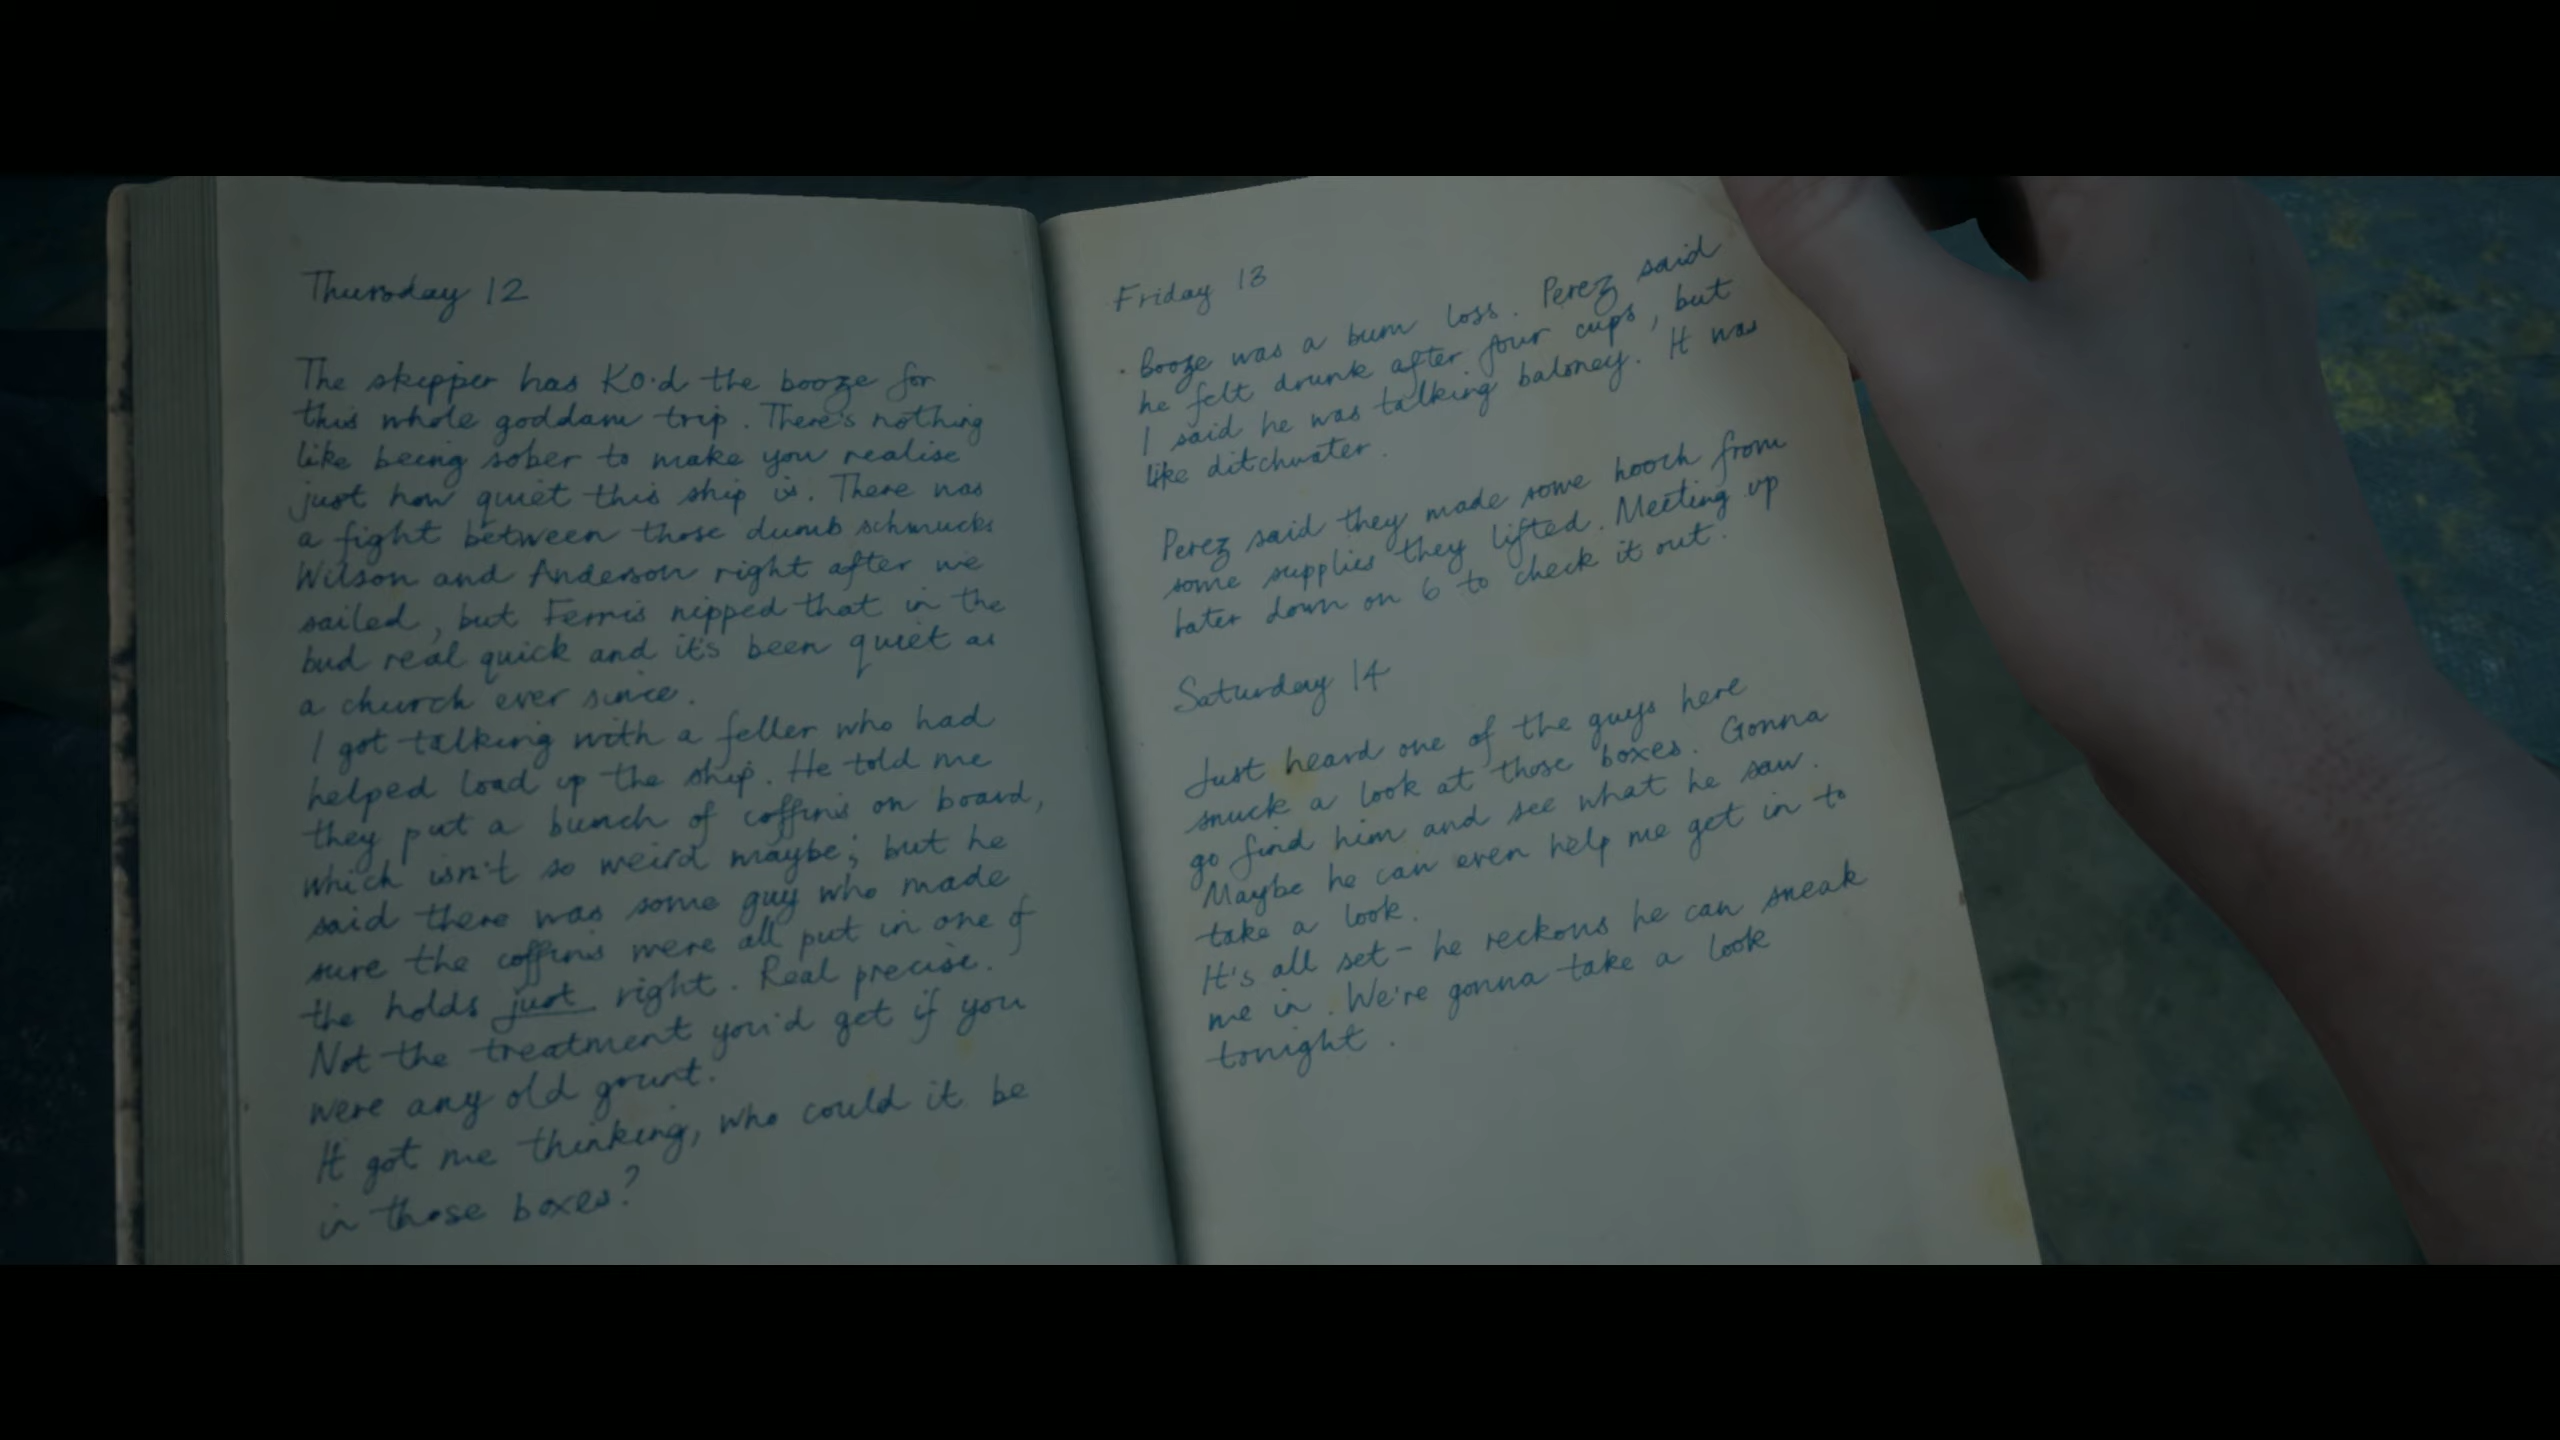 Thursday 12
The skipper has KO'd the booze for
this whole goddam trip. There's nothing
like being sober to make you realise
just how quiet this ship is. There was
a fight between those dumb schmucks
Wilson and Anderson right after we
sailed, but Ferris nipped that in the
bud real quick and it's been quiet as
a church ever since.
I got talking with a feller who had
helped load up the ship. He told me
they put a bunch of coffins on board,
which isn't so weird maybe; but he
said there was some guy who made
sure the coffins were all put in one of
the holds just right. Real precise.
Not the treatment you'd get if you
were any old grunt.
It got me thinking, who could it be
in those boxes?
Friday 13
Booze was a bum loss. Perez said
he felt drunk after four cups, but
I said he was talking baloney. It was
like ditchwater.
Perez said they made some hooch from
some supplies they lifted. Meeting up
later down on 6 to check it out.
Saturday 14
Just heard one of the guys here
snuck a look at those boxes. Gonna
go find him and see what he saw.
Maybe he can even help me get in to
take a look.
It's all set - he reckons he can sneak
me in. We're gonna take a look
tonight.